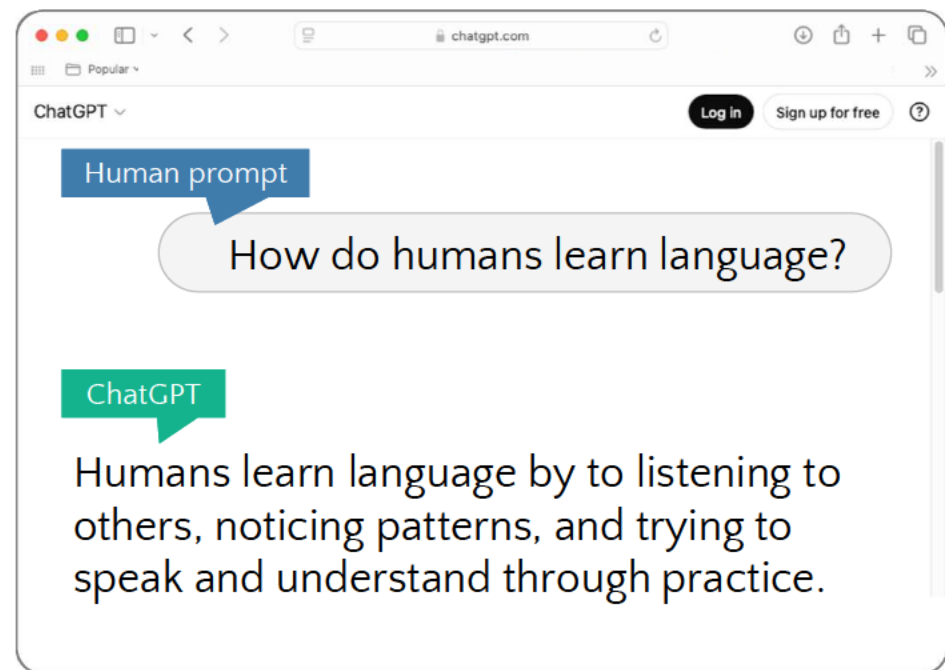 chatgpt.com
Popular
ChatGPT
Log in
Sign up for free
Human prompt
How do humans learn language?
ChatGPT
Humans learn language by to listening to
others, noticing patterns, and trying to
speak and understand through practice.